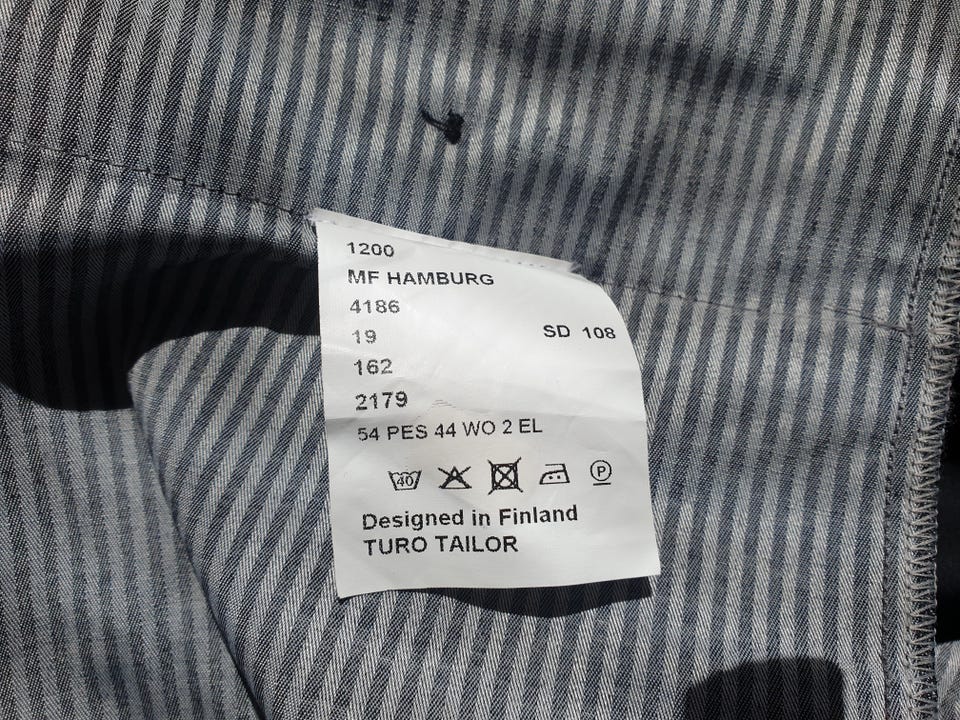 1200
MF HAMBURG
4186
19 SD 108
162
2179
54 PES 44 WO 2 EL
40 P
Designed in Finland
TURO TAILOR